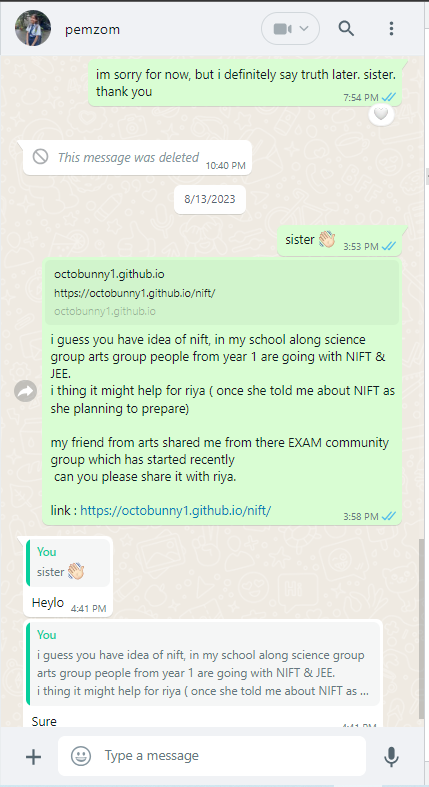 pemzom
im sorry for now, but i definitely say truth later. sister.
thank you
7:54 PM
This message was deleted
10:40 PM
8/13/2023
sister 👋🏻
3:53 PM
octobunny1.github.io
https://octobunny1.github.io/nift/
octobunny1.github.io
i guess you have idea of nift, in my school along science
group arts group people from year 1 are going with NIFT &
JEE.
i thing it might help for riya ( once she told me about NIFT as
she planning to prepare)
my friend from arts shared me from there EXAM community
group which has started recently
can you please share it with riya.
link : https://octobunny1.github.io/nift/
3:58 PM
You
sister 👋🏻
Heylo
4:41 PM
You
i guess you have idea of nift, in my school along science group
arts group people from year 1 are going with NIFT & JEE.
i thing it might help for riya ( once she told me about NIFT as ...
Sure
4:41 PM
Type a message